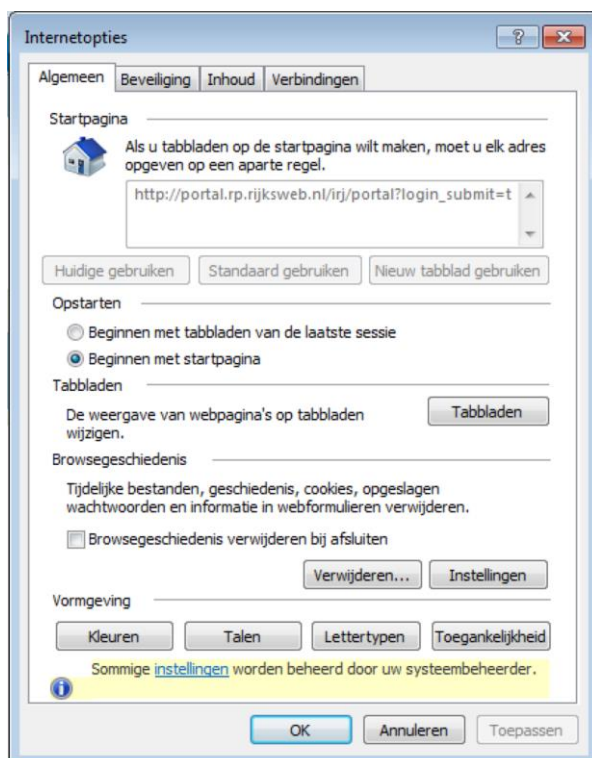 Internetopties
Algemeen Beveiliging Inhoud Verbindingen
Startpagina
Als u tabbladen op de startpagina wilt maken, moet u elk adres
opgeven op een aparte regel.
http://portal.rp.rijksweb.nl/irj/portal?login_submit=t
Huidige gebruiken Standaard gebruiken Nieuw tabblad gebruiken
Opstarten
Beginnen met tabbladen van de laatste sessie
Beginnen met startpagina
Tabbladen
De weergave van webpagina's op tabbladen
wijzigen.
Tabbladen
Browsegeschiedenis
Tijdelijke bestanden, geschiedenis, cookies, opgeslagen
wachtwoorden en informatie in webformulieren verwijderen.
Browsegeschiedenis verwijderen bij afsluiten
Verwijderen... Instellingen
Vormgeving
Kleuren Talen Lettertypen Toegankelijkheid
Sommige instellingen worden beheerd door uw systeembeheerder.
OK Annuleren Toepassen